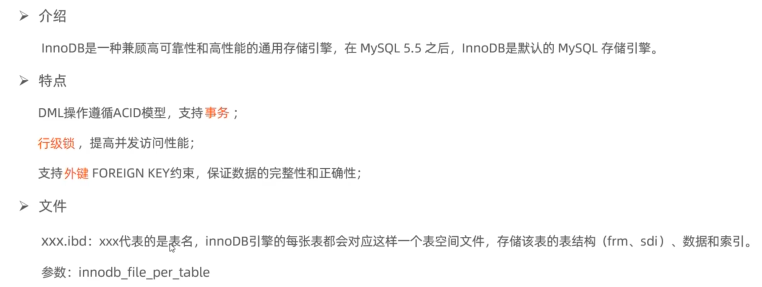 ➢ 介绍
InnoDB是一种兼顾高可靠性和高性能的通用存储引擎，在 MySQL 5.5 之后，InnoDB是默认的 MySQL 存储引擎。
➢ 特点
DML操作遵循ACID模型，支持事务；
行级锁，提高并发访问性能；
支持外键 FOREIGN KEY约束，保证数据的完整性和正确性；
➢ 文件
xxx.ibd：xxx代表的是表名，innoDB引擎的每张表都会对应这样一个表空间文件，存储该表的表结构（frm、sdi）、数据和索引。
参数：innodb_file_per_table